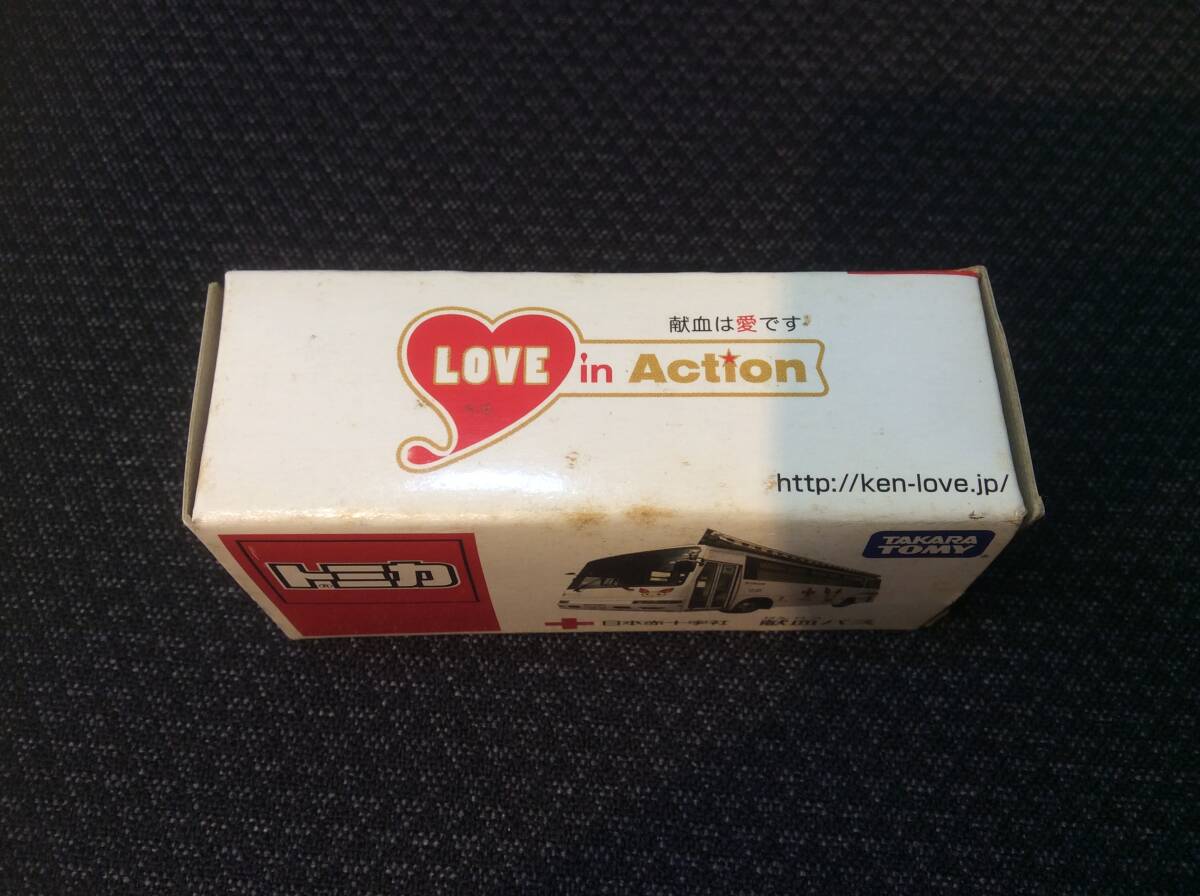 献血は愛です
LOVE in Action
http://ken-love.jp/
トミカ
TAKARA
TOMY
日本赤十字社 献血バス